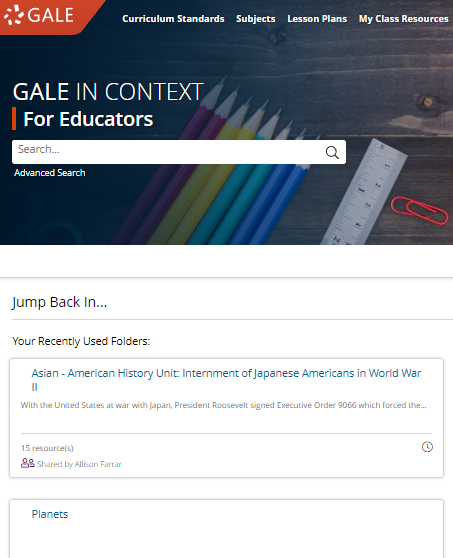 GALE
Curriculum Standards Subjects Lesson Plans My Class Resources
GALE IN CONTEXT
For Educators
Search...
Advanced Search
Jump Back In...
Your Recently Used Folders:
Asian - American History Unit: Internment of Japanese Americans in World War
II
With the United States at war with Japan, President Roosevelt signed Executive Order 9066 which forced the...
15 resource(s)
Shared by Allison Farrar
Planets